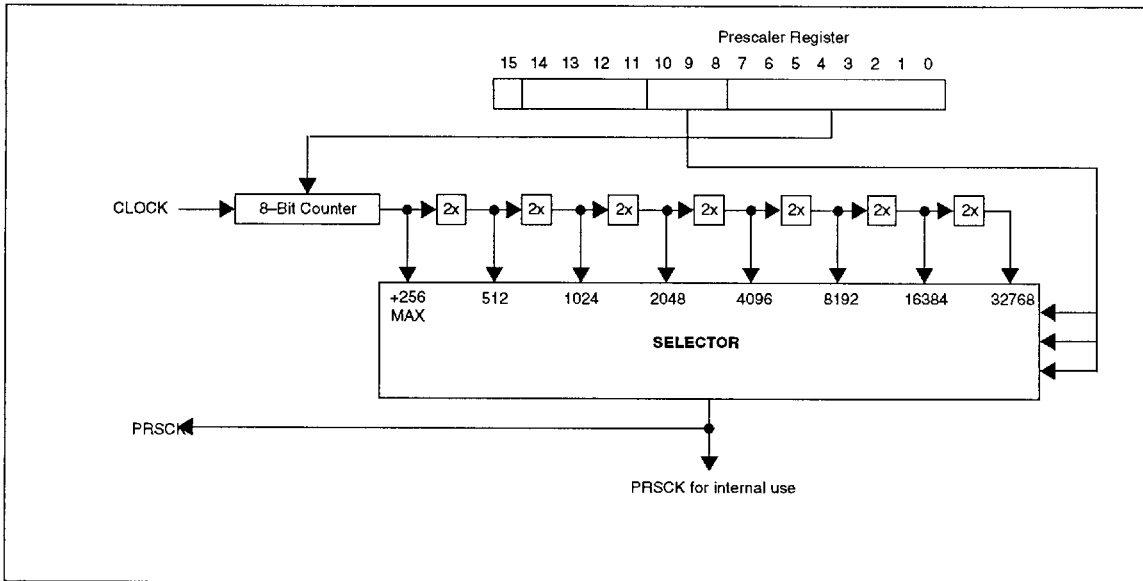 Prescaler Register
15 14 13 12 11 10 9 8 7 6 5 4 3 2 1 0
CLOCK
8–Bit Counter
2x 2x 2x 2x 2x 2x 2x
+256 512 1024 2048 4096 8192 16384 32768
MAX
SELECTOR
PRSCK
PRSCK for internal use